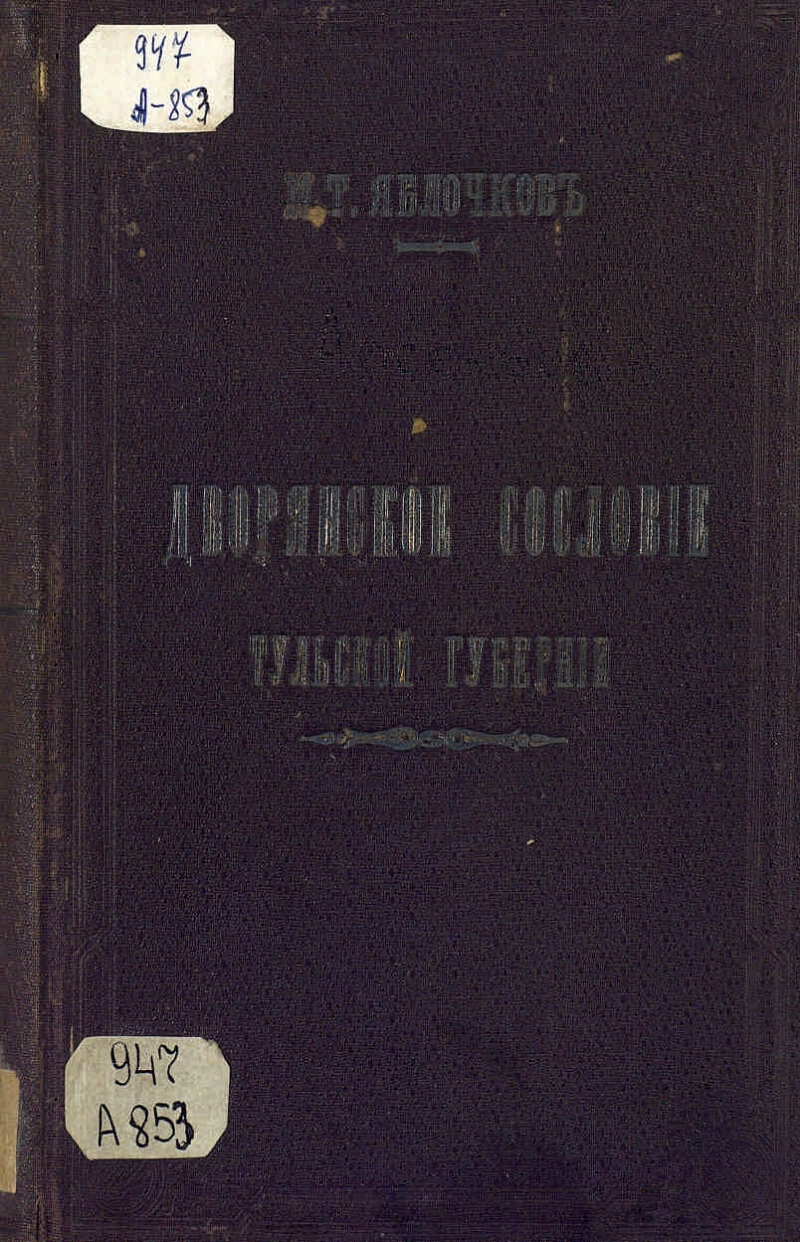 947
А-853
М.Т. ЯБЛОЧКОВЪ
ДВОРЯНСКОЕ СОСЛОВІЕ
ТУЛЬСКОЙ ГУБЕРНІИ
947
А 853